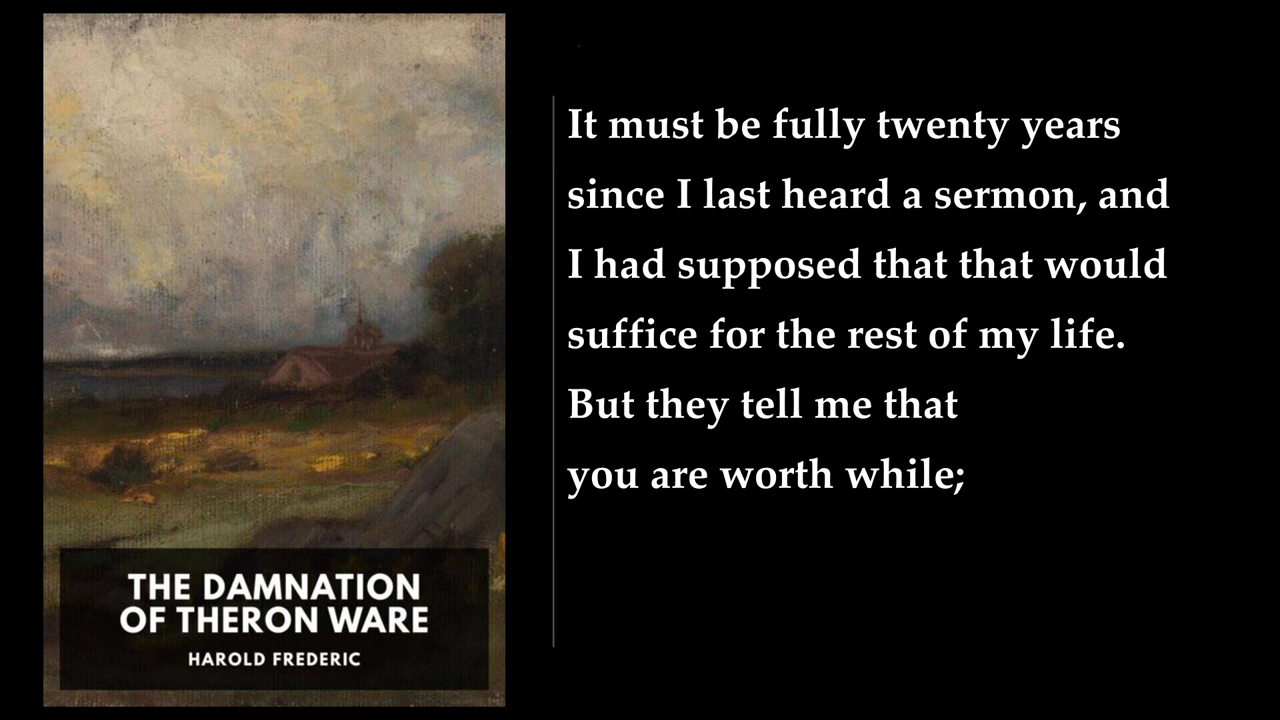 THE DAMNATION
OF THERON WARE
HAROLD FREDERIC
It must be fully twenty years
since I last heard a sermon, and
I had supposed that that would
suffice for the rest of my life.
But they tell me that
you are worth while;